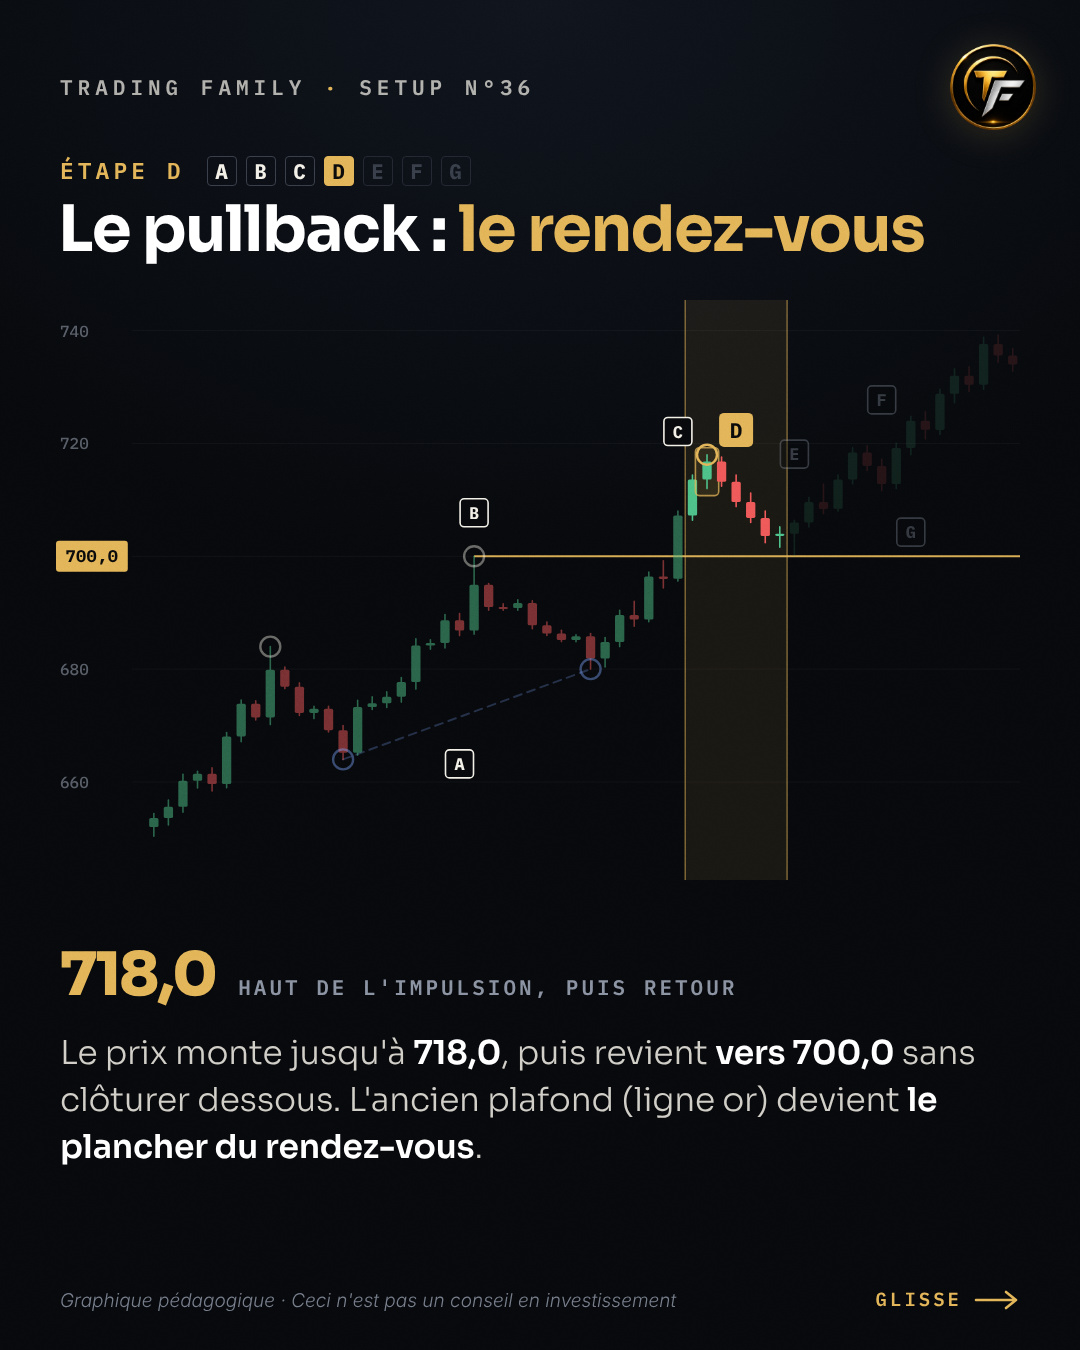 TRADING FAMILY · SETUP N°36
TF
ÉTAPE D A B C D E F G
Le pullback : le rendez-vous
740
720
700,0
680
660
A
B
C
D
E
F
G
718,0 HAUT DE L'IMPULSION, PUIS RETOUR
Le prix monte jusqu'à 718,0, puis revient vers 700,0 sans
clôturer dessous. L'ancien plafond (ligne or) devient le
plancher du rendez-vous.
Graphique pédagogique · Ceci n'est pas un conseil en investissement
GLISSE →